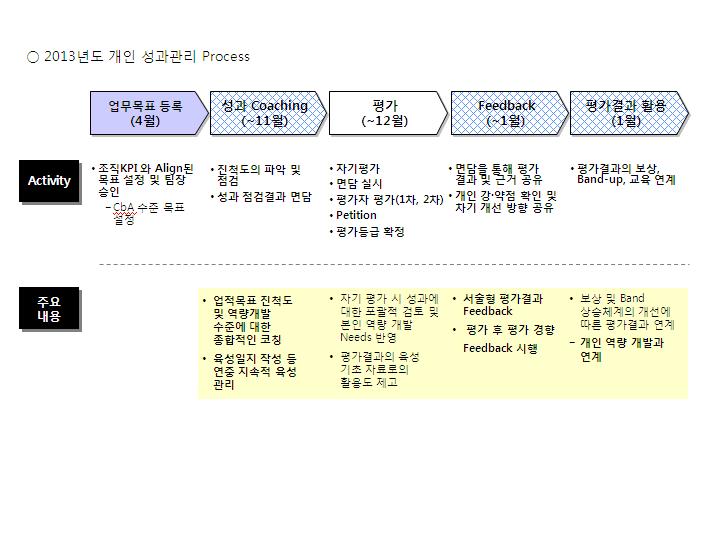 ○ 2013년도 개인 성과관리 Process
업무목표 등록
(4월)
성과 Coaching
(~11월)
평가
(~12월)
Feedback
(~1월)
평가결과 활용
(1월)
Activity
• 조직KPI 와 Align된
목표 설정 및 팀장
승인
– CbA 수준 목표
설정
• 진척도의 파악 및
점검
• 성과 점검결과 면담
• 자기평가
• 면담 실시
• 평가자 평가(1차, 2차)
• Petition
• 평가등급 확정
• 면담을 통해 평가
결과 및 근거 공유
• 개인 강·약점 확인 및
차기 개선 방향 공유
• 평가결과의 보상,
Band-up, 교육 연계
주요
내용
• 업적목표 진척도
및 역량개발
수준에 대한
종합적인 코칭
• 육성일지 작성 등
연중 지속적 육성
관리
• 자기 평가 시 성과에
대한 포괄적 검토 및
본인 역량 개발
Needs 반영
• 평가결과의 육성
기초 자료로의
활용도 제고
• 서술형 평가결과
Feedback
• 평가 후 평가 경향
Feedback 시행
• 보상 및 Band
상승체계의 개선에
따른 평가결과 연계
– 개인 역량 개발과
연계